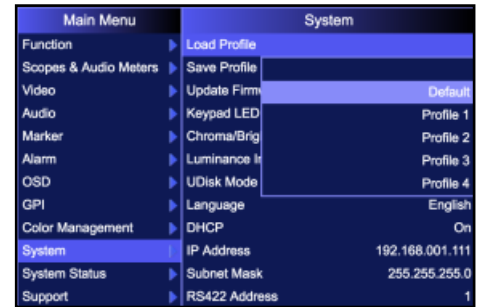 Main Menu
System
Function
Load Profile
Scopes & Audio Meters
Save Profile
Video
Update Firmw
Default
Audio
Keypad LED
Profile 1
Marker
Chroma/Brig
Profile 2
Alarm
Luminance
Profile 3
OSD
UDisk Mode
Profile 4
GPI
Language
English
Color Management
DHCP
On
System
IP Address
192.168.001.111
System Status
Subnet Mask
255.255.255.0
Support
RS422 Address
1